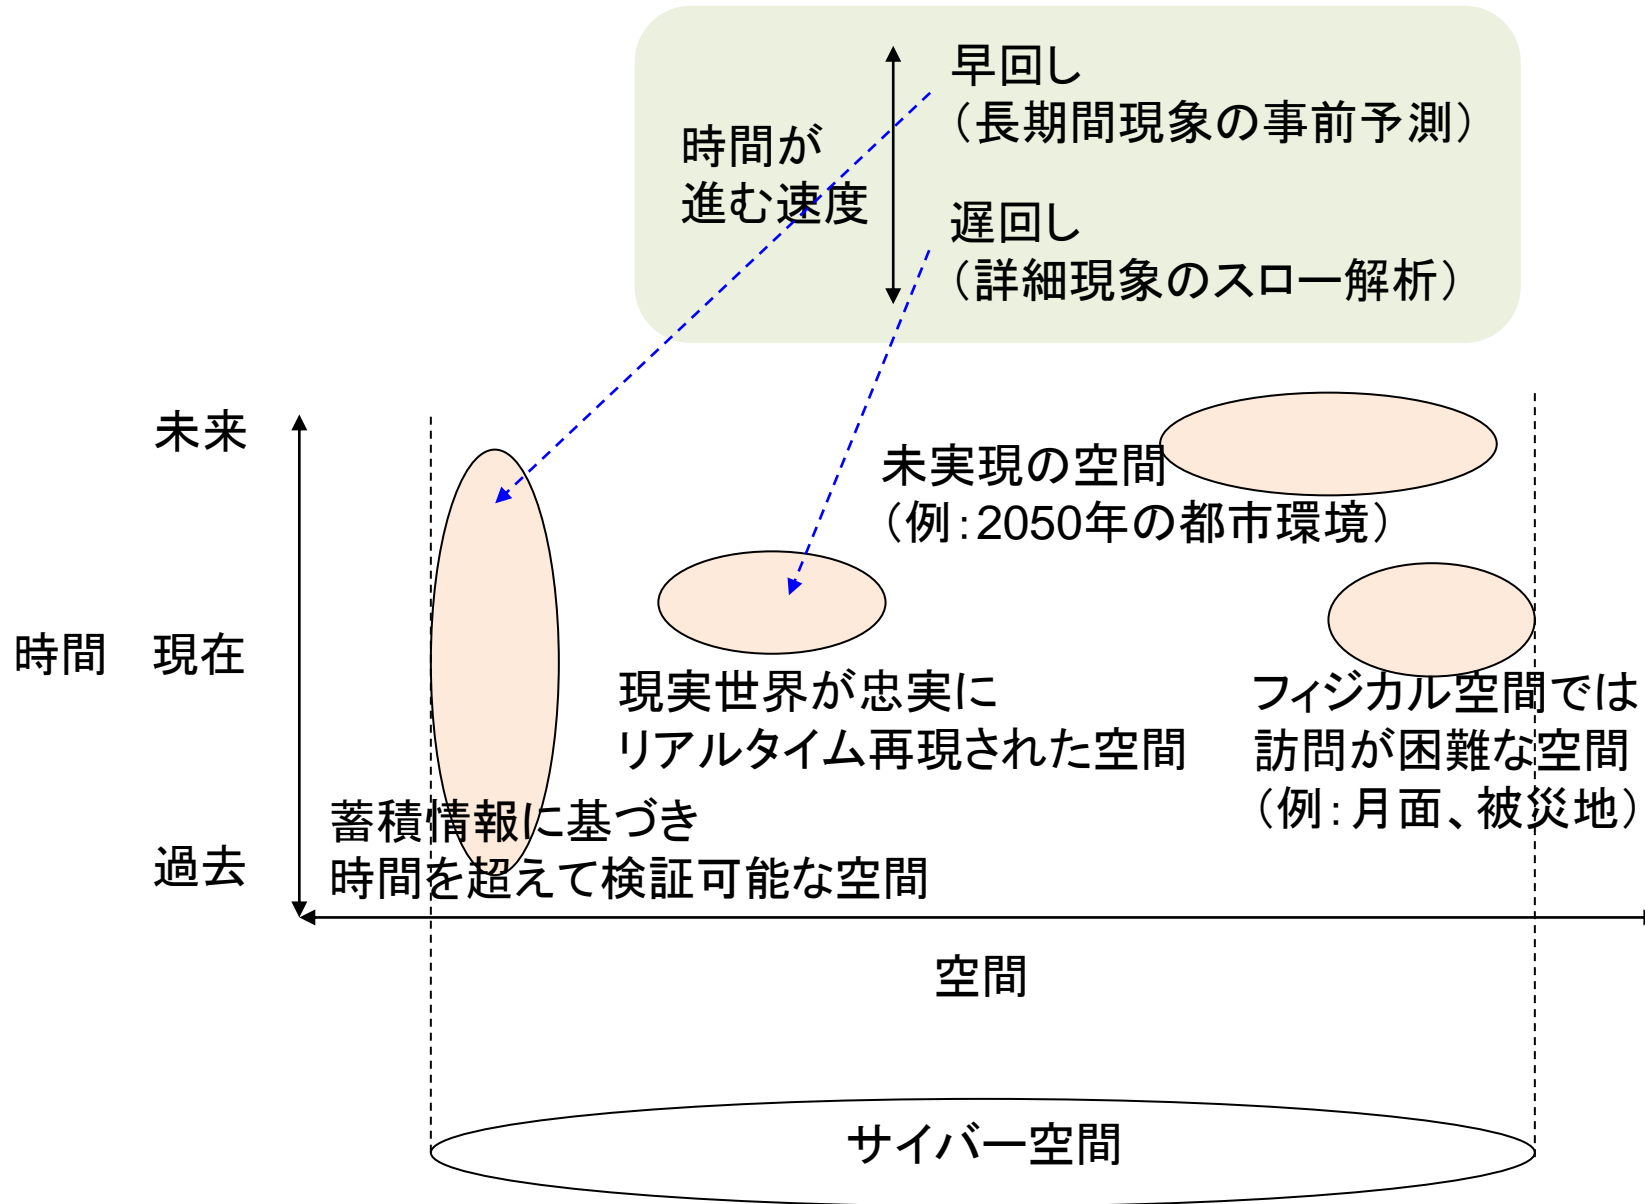 早回し
（長期間現象の事前予測）
時間が
進む速度
遅回し
（詳細現象のスロー解析）
未来
未実現の空間
（例：2050年の都市環境）
時間　現在
現実世界が忠実に
リアルタイム再現された空間
フィジカル空間では
訪問が困難な空間
（例：月面、被災地）
蓄積情報に基づき
時間を超えて検証可能な空間
過去
空間
サイバー空間